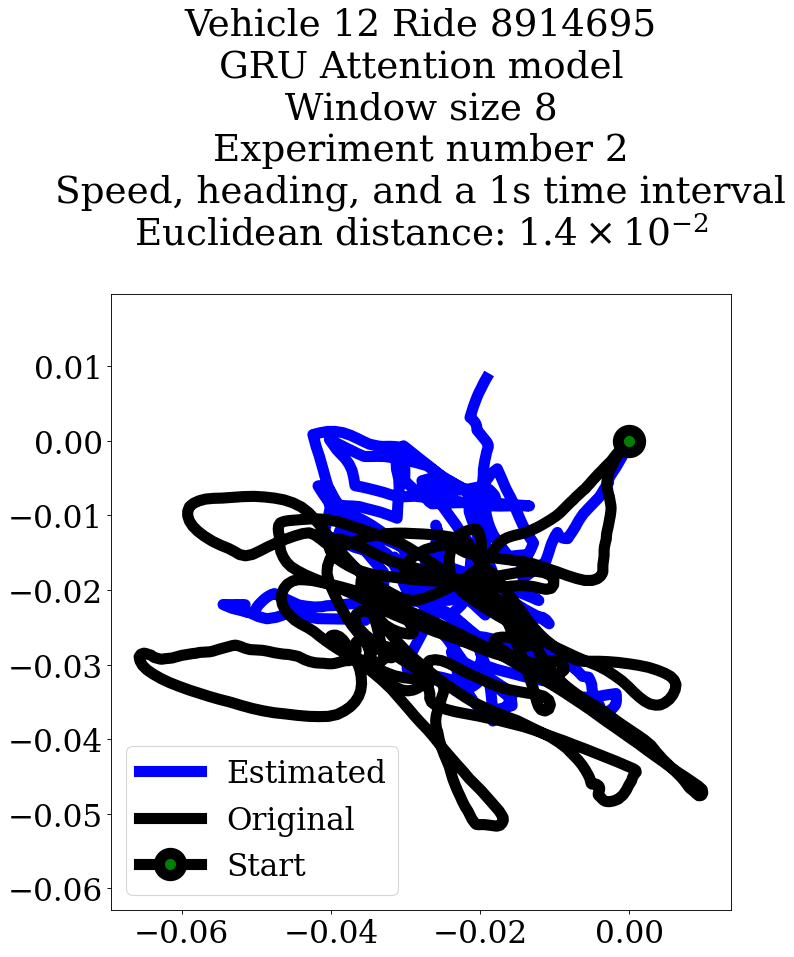 Vehicle 12 Ride 8914695
GRU Attention model
Window size 8
Experiment number 2
Speed, heading, and a 1s time interval
Euclidean distance: 1.4 × 10⁻²
0.01
0.00
−0.01
−0.02
−0.03
−0.04
−0.05
−0.06
Estimated
Original
Start
−0.06 −0.04 −0.02 0.00